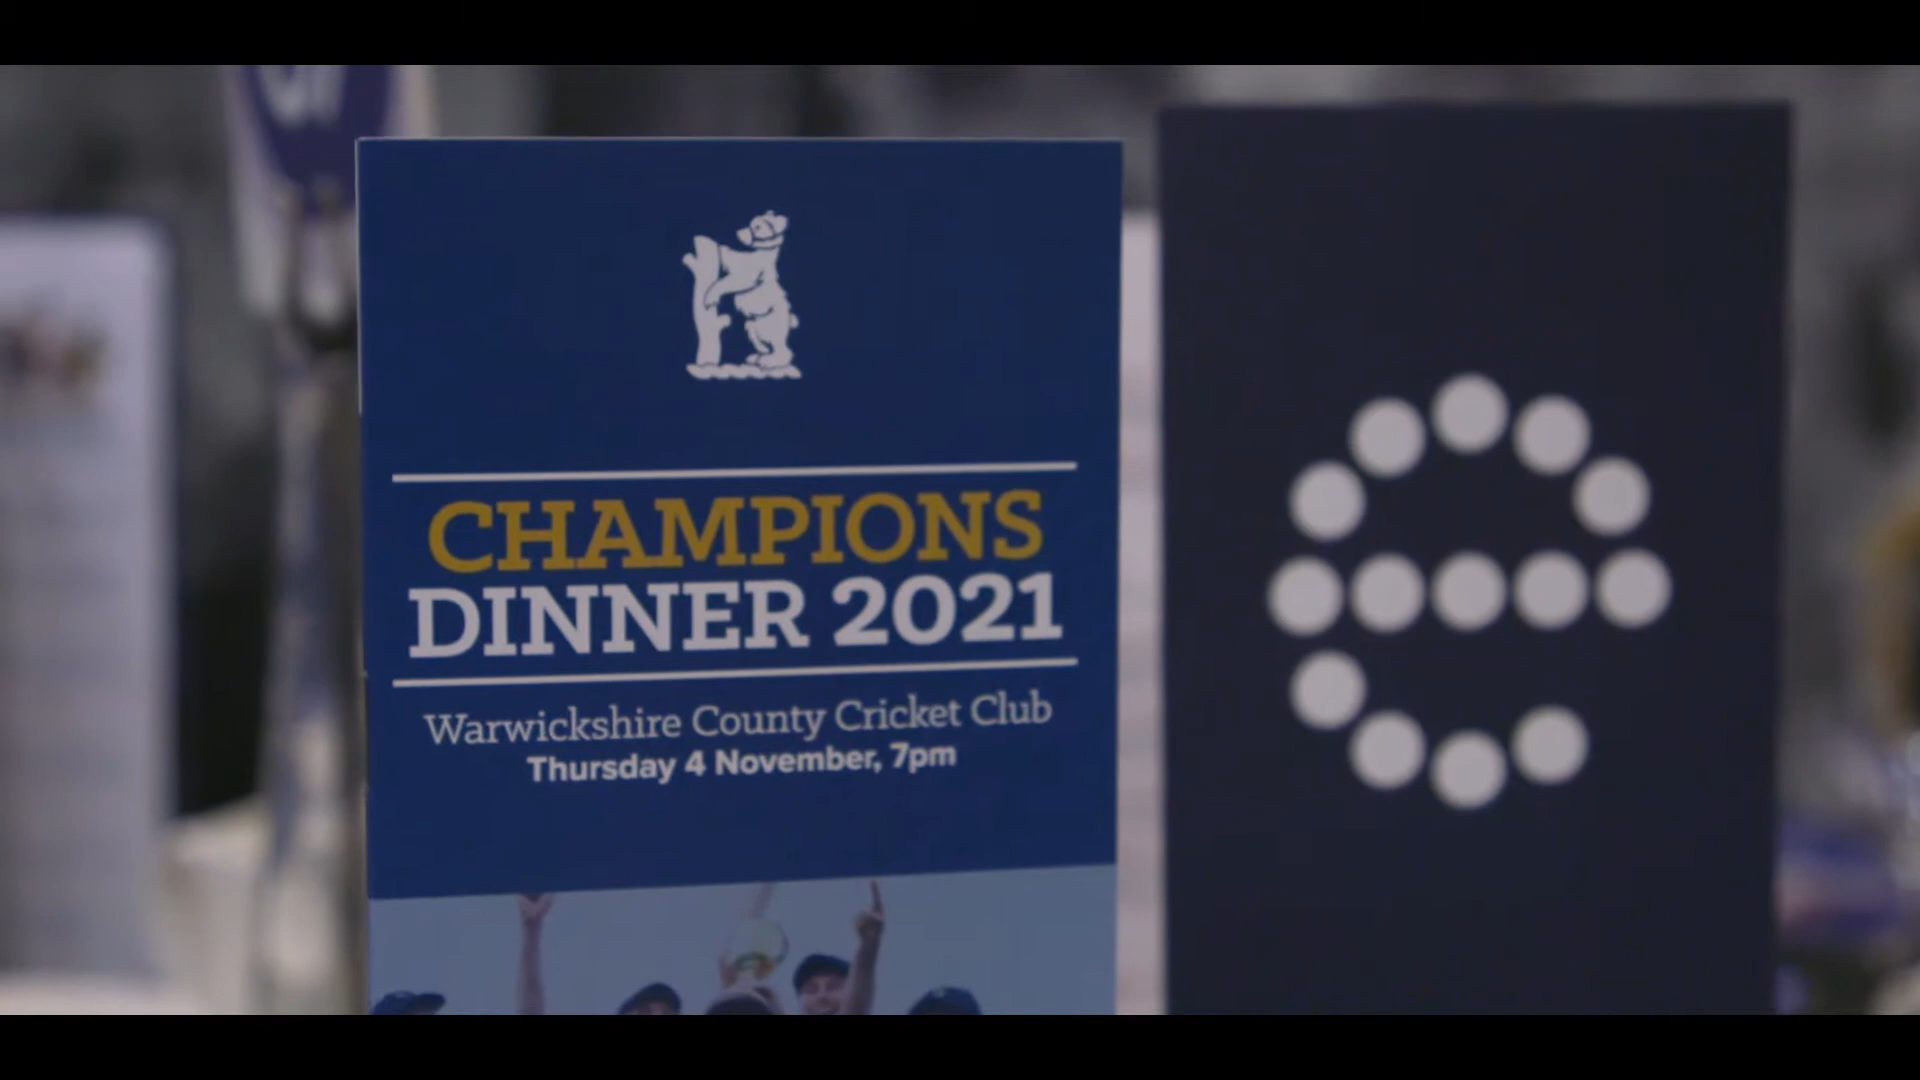 CHAMPIONS
DINNER 2021
Warwickshire County Cricket Club
Thursday 4 November, 7pm
e